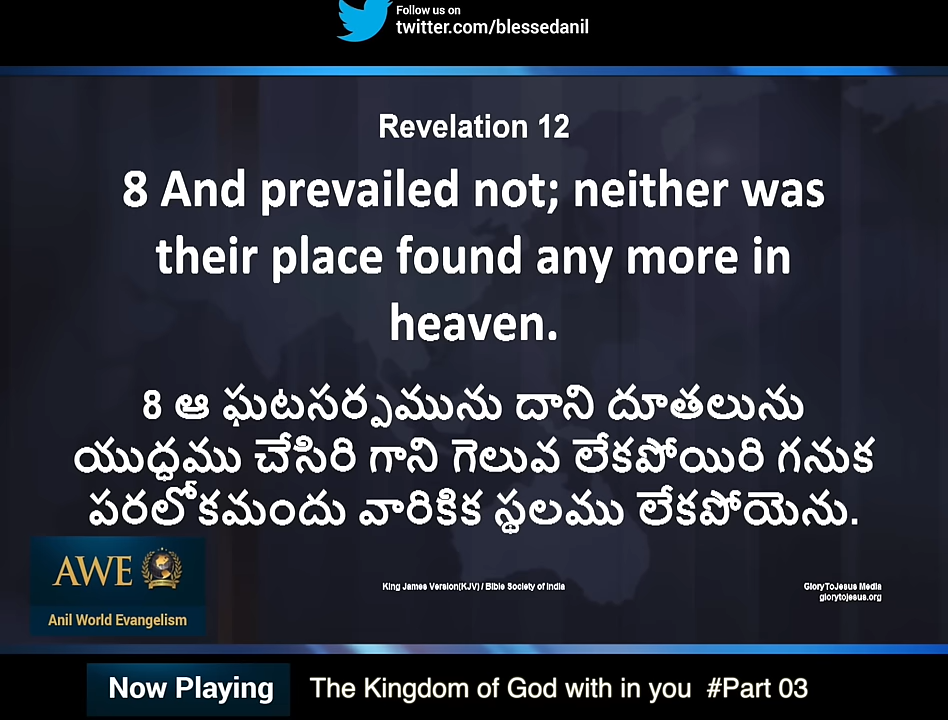 Follow us on
twitter.com/blessedanil
Revelation 12
8 And prevailed not; neither was
their place found any more in
heaven.
8 ఆ ఘటసర్పమును దాని దూతలును
యుద్ధము చేసిరి గాని గెలువ లేకపోయిరి గనుక
పరలోకమందు వారికిక స్థలము లేకపోయెను.
AWE
Anil World Evangelism
King James Version(KJV) / Bible Society of India
GloryToJesus Media
glorytojesus.org
Now Playing The Kingdom of God with in you #Part 03